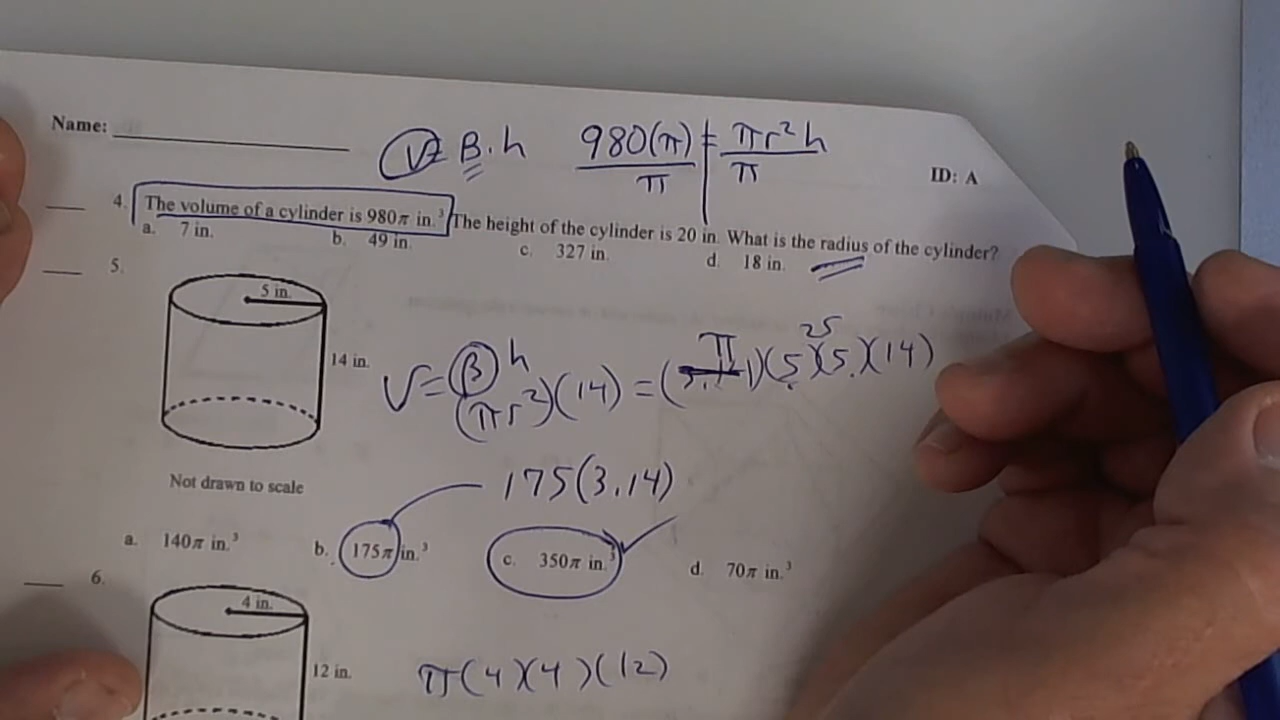 Name: ____________
V = B · h   980(π) = πr²h
π   π
ID: A
4. The volume of a cylinder is 980π in.³ The height of the cylinder is 20 in. What is the radius of the cylinder?
a. 7 in.   b. 49 in.   c. 327 in.   d. 18 in.
5.
5 in.
14 in.
25
π
V = B h
(πr²)(14) = ( )(5)(5)(14)
Not drawn to scale
175(3.14)
a. 140π in.³   b. 175π in.³   c. 350π in.³   d. 70π in.³
6.
4 in.
12 in.
π(4)(4)(12)